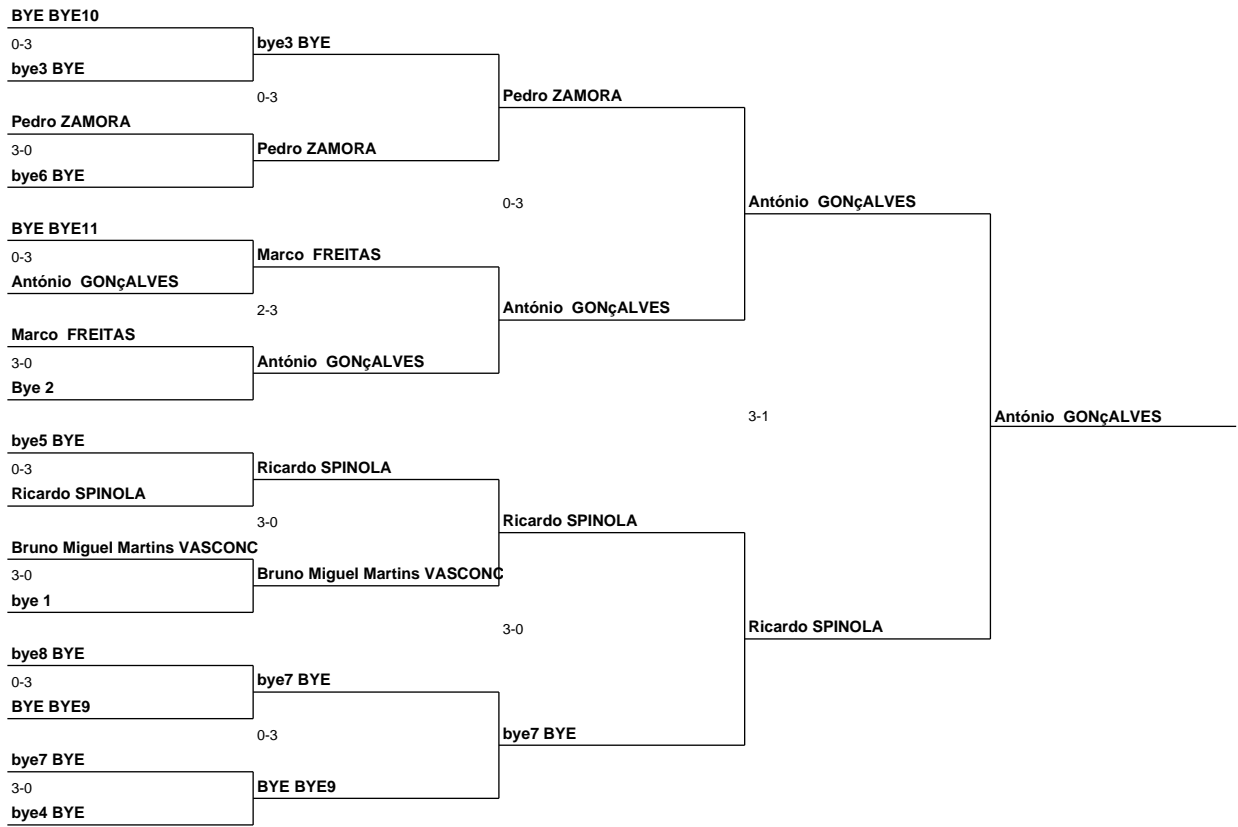 BYE BYE10
0-3
bye3 BYE
bye3 BYE
0-3
Pedro ZAMORA
Pedro ZAMORA
3-0
Pedro ZAMORA
bye6 BYE
0-3
António  GONçALVES
BYE BYE11
0-3
Marco  FREITAS
António  GONçALVES
2-3
António  GONçALVES
Marco  FREITAS
3-0
António  GONçALVES
Bye 2
3-1
António  GONçALVES
bye5 BYE
0-3
Ricardo SPINOLA
Ricardo SPINOLA
3-0
Ricardo SPINOLA
Bruno Miguel Martins VASCONC
3-0
Bruno Miguel Martins VASCONC
bye 1
3-0
Ricardo SPINOLA
bye8 BYE
0-3
bye7 BYE
BYE BYE9
0-3
bye7 BYE
bye7 BYE
3-0
BYE BYE9
bye4 BYE